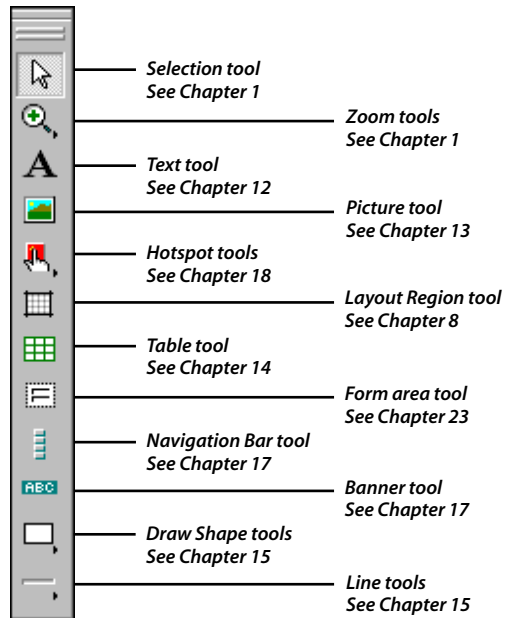 Selection tool
See Chapter 1
Zoom tools
See Chapter 1
A
Text tool
See Chapter 12
Picture tool
See Chapter 13
Hotspot tools
See Chapter 18
Layout Region tool
See Chapter 8
Table tool
See Chapter 14
Form area tool
See Chapter 23
Navigation Bar tool
See Chapter 17
ABC
Banner tool
See Chapter 17
Draw Shape tools
See Chapter 15
Line tools
See Chapter 15